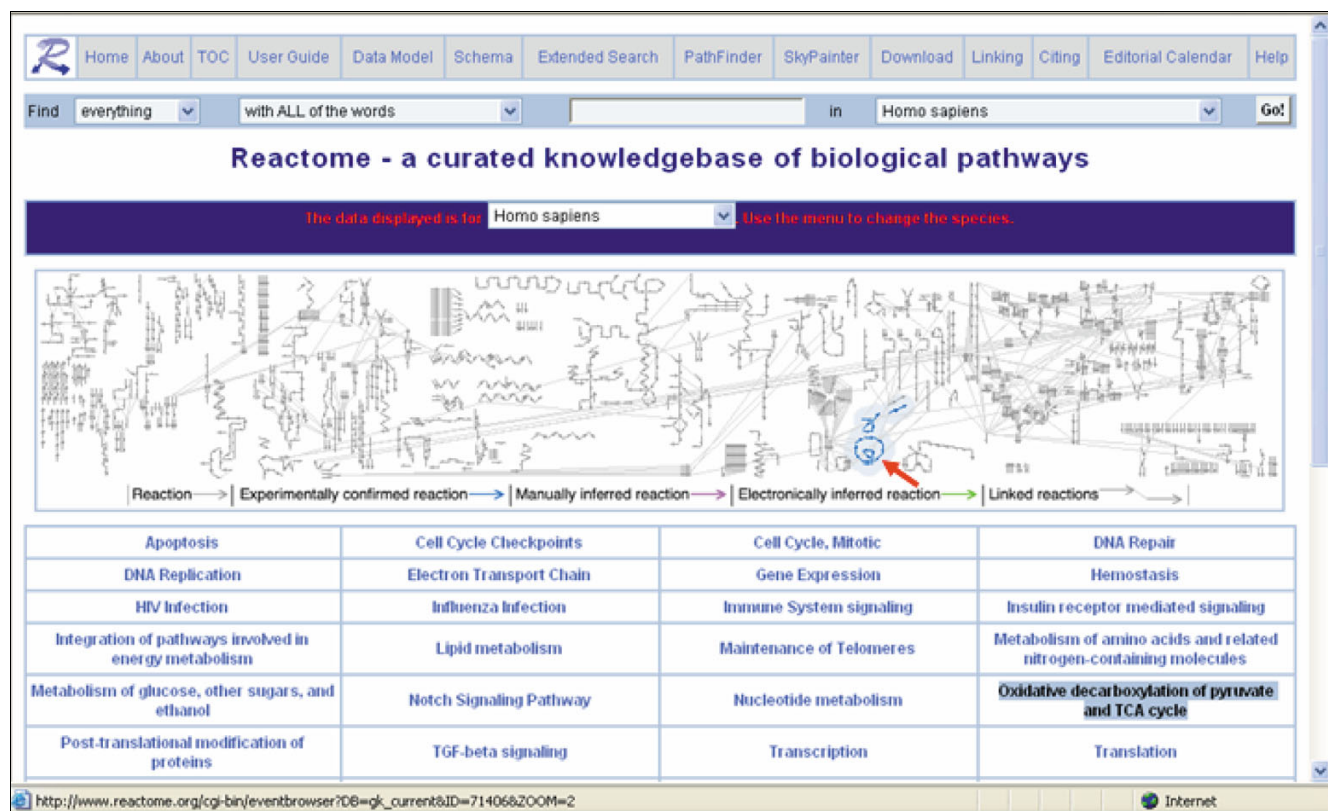 R Home About TOC User Guide Data Model Schema Extended Search PathFinder SkyPainter Download Linking Citing Editorial Calendar Help
Find everything with ALL of the words in Homo sapiens Go!
Reactome - a curated knowledgebase of biological pathways
The data displayed is for Homo sapiens . Use the menu to change the species.
Reaction Experimentally confirmed reaction Manually inferred reaction Electronically inferred reaction Linked reactions
Apoptosis Cell Cycle Checkpoints Cell Cycle, Mitotic DNA Repair
DNA Replication Electron Transport Chain Gene Expression Hemostasis
HIV Infection Influenza Infection Immune System signaling Insulin receptor mediated signaling
Integration of pathways involved in
energy metabolism
Lipid metabolism
Maintenance of Telomeres
Metabolism of amino acids and related
nitrogen-containing molecules
Metabolism of glucose, other sugars, and
ethanol
Notch Signaling Pathway
Nucleotide metabolism
Oxidative decarboxylation of pyruvate
and TCA cycle
Post-translational modification of
proteins
TGF-beta signaling
Transcription
Translation
http://www.reactome.org/cgi-bin/eventbrowser?DB=gk_current&ID=71406&ZOOM=2 Internet